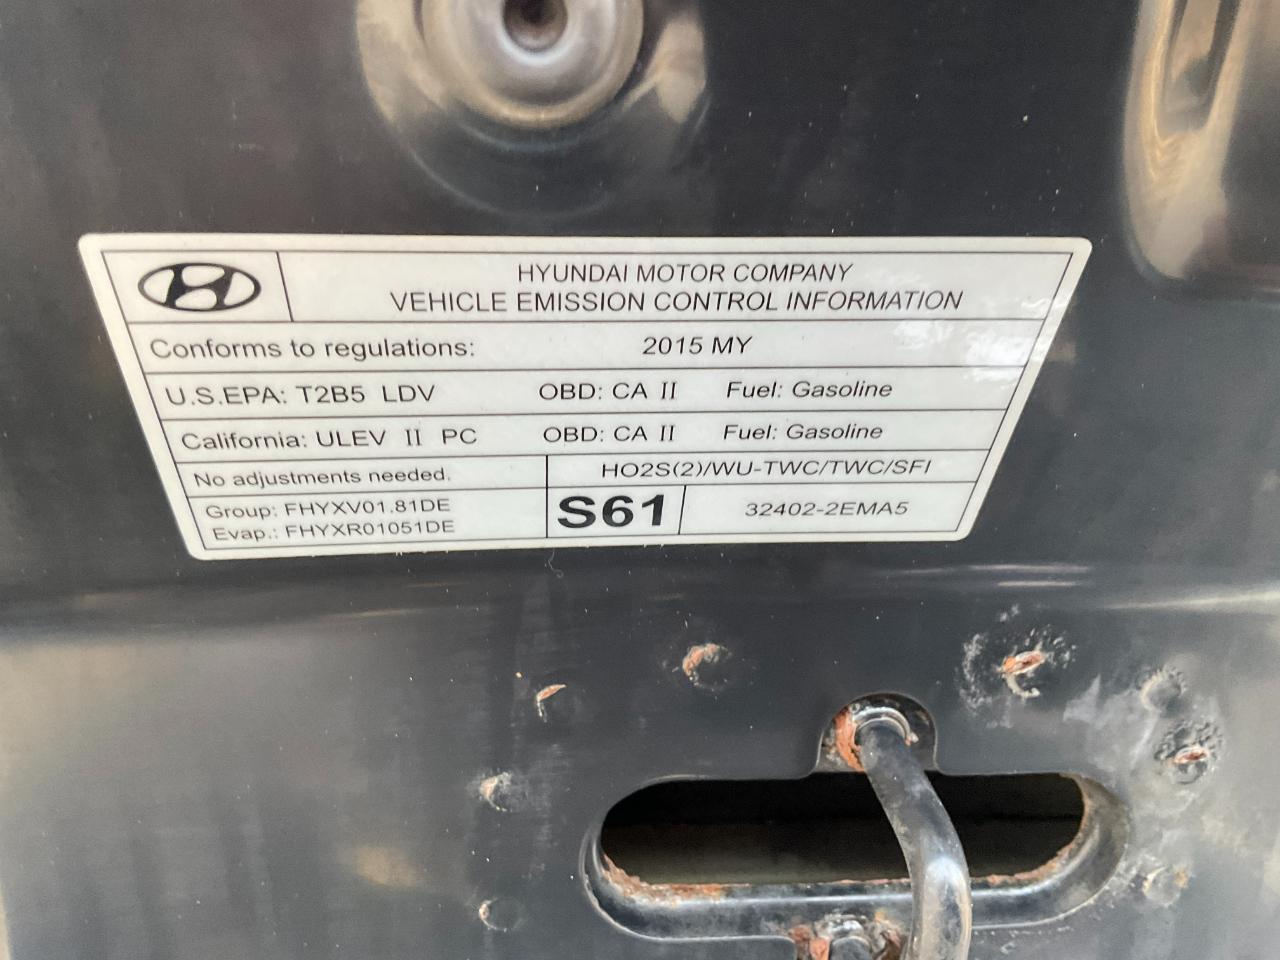 HYUNDAI MOTOR COMPANY
VEHICLE EMISSION CONTROL INFORMATION
Conforms to regulations: 2015 MY
U.S.EPA: T2B5 LDV OBD: CA II Fuel: Gasoline
California: ULEV II PC OBD: CA II Fuel: Gasoline
No adjustments needed. HO2S(2)/WU-TWC/TWC/SFI
Group: FHYXV01.81DE S61 32402-2EMA5
Evap.: FHYXR01051DE